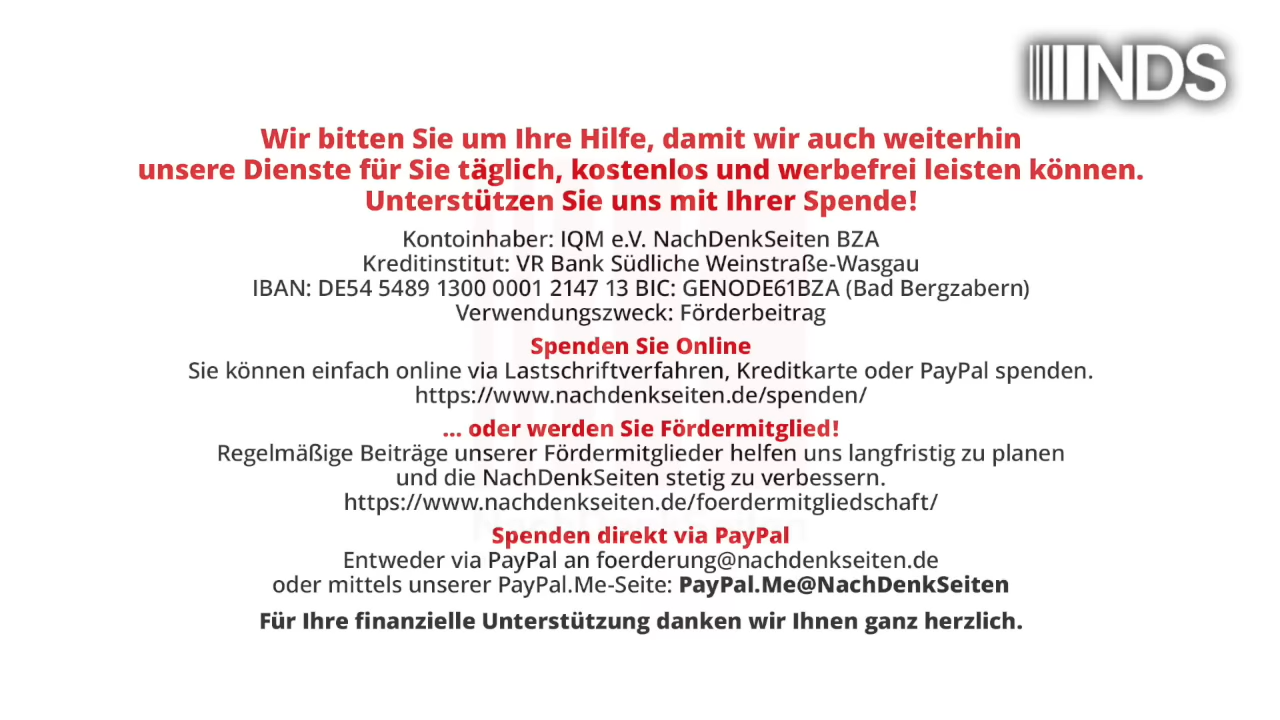 NDS
Wir bitten Sie um Ihre Hilfe, damit wir auch weiterhin
unsere Dienste für Sie täglich, kostenlos und werbefrei leisten können.
Unterstützen Sie uns mit Ihrer Spende!
Kontoinhaber: IQM e.V. NachDenkSeiten BZA
Kreditinstitut: VR Bank Südliche Weinstraße-Wasgau
IBAN: DE54 5489 1300 0001 2147 13 BIC: GENODE61BZA (Bad Bergzabern)
Verwendungszweck: Förderbeitrag
Spenden Sie Online
Sie können einfach online via Lastschriftverfahren, Kreditkarte oder PayPal spenden.
https://www.nachdenkseiten.de/spenden/
... oder werden Sie Fördermitglied!
Regelmäßige Beiträge unserer Fördermitglieder helfen uns langfristig zu planen
und die NachDenkSeiten stetig zu verbessern.
https://www.nachdenkseiten.de/foerdermitgliedschaft/
Spenden direkt via PayPal
Entweder via PayPal an foerderung@nachdenkseiten.de
oder mittels unserer PayPal.Me-Seite: PayPal.Me@NachDenkSeiten
Für Ihre finanzielle Unterstützung danken wir Ihnen ganz herzlich.